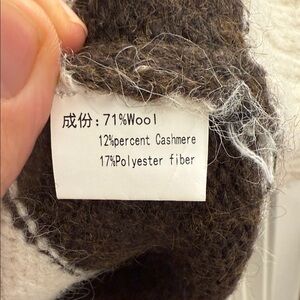 成份:71%Wool
12%percent Cashmere
17%Polyester fiber